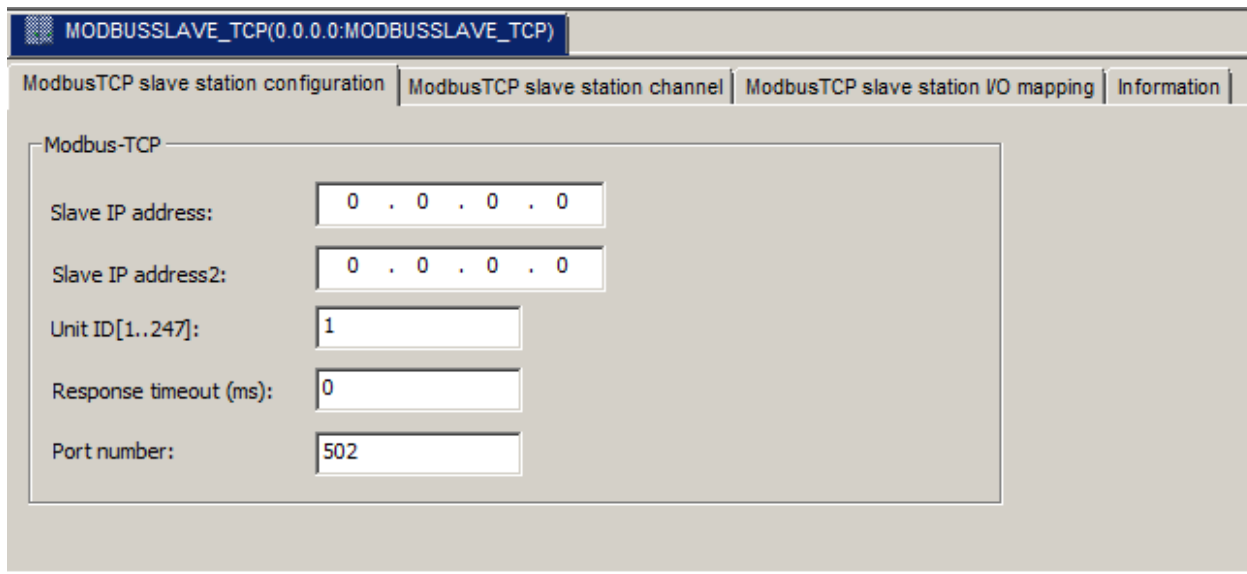 MODBUSSLAVE_TCP(0.0.0.0:MODBUSSLAVE_TCP)
ModbusTCP slave station configuration ModbusTCP slave station channel ModbusTCP slave station I/O mapping Information
Modbus-TCP
Slave IP address: 0 . 0 . 0 . 0
Slave IP address2: 0 . 0 . 0 . 0
Unit ID[1..247]: 1
Response timeout (ms): 0
Port number: 502